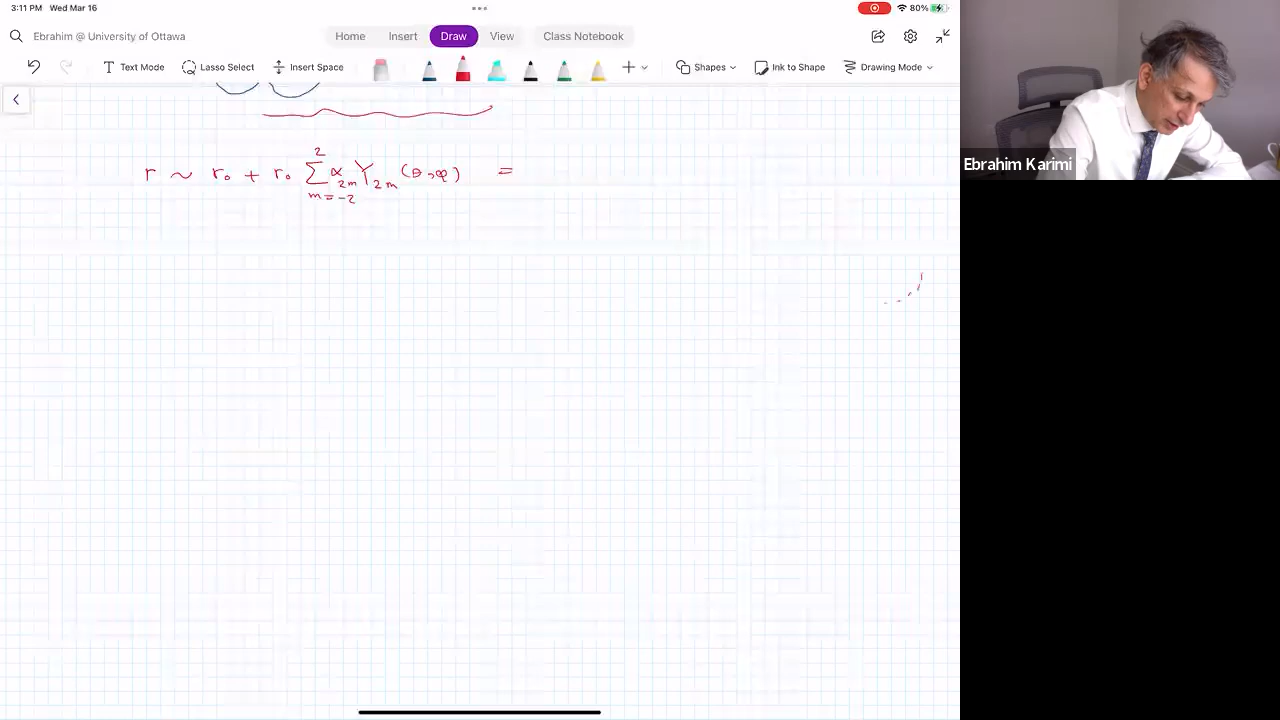 3:11 PM Wed Mar 16
80%
Ebrahim @ University of Ottawa
Home Insert Draw View Class Notebook
Text Mode Lasso Select Insert Space Shapes Ink to Shape Drawing Mode
r ~ r₀ + r₀ ∑_{m=-2}^{2} α_{2m} Y_{2m} (θ,φ) =
Ebrahim Karimi